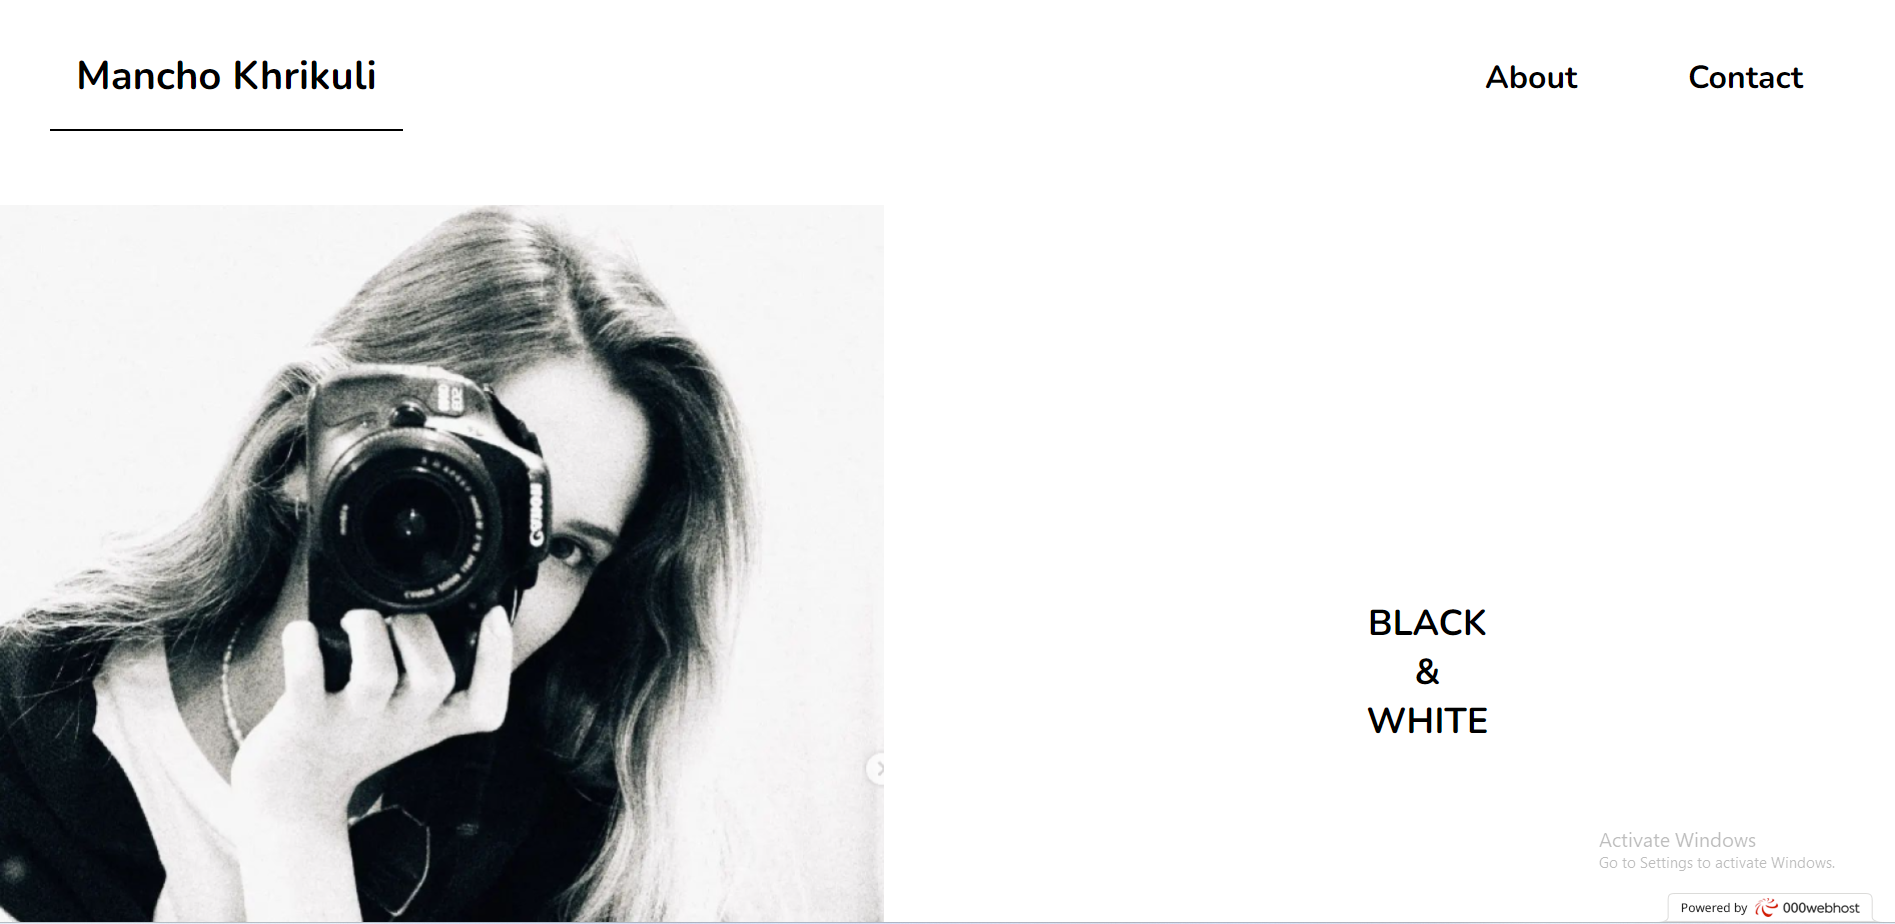 Mancho Khrikuli
About
Contact
Canon
BLACK
&
WHITE
Activate Windows
Go to Settings to activate Windows.
Powered by 000webhost